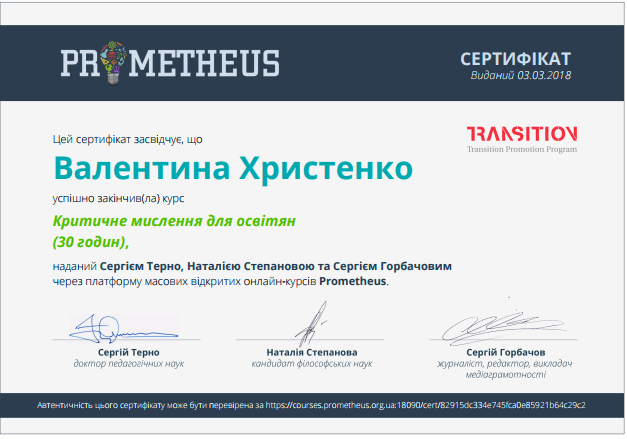 PROMETHEUS
СЕРТИФІКАТ
Виданий 03.03.2018
TRANSITION
Transition Promotion Program
Цей сертифікат засвідчує, що
Валентина Христенко
успішно закінчив(ла) курс
Критичне мислення для освітян
(30 годин),
наданий Сергієм Терно, Наталією Степановою та Сергієм Горбачовим
через платформу масових відкритих онлайн-курсів Prometheus.
Сергій Терно
доктор педагогічних наук
Наталія Степанова
кандидат філософських наук
Сергій Горбачов
журналіст, редактор, викладач
медіаграмотності
Автентичність цього сертифікату може бути перевірена за https://courses.prometheus.org.ua:18090/cert/82915dc334e745fca0e85921b64c29c2